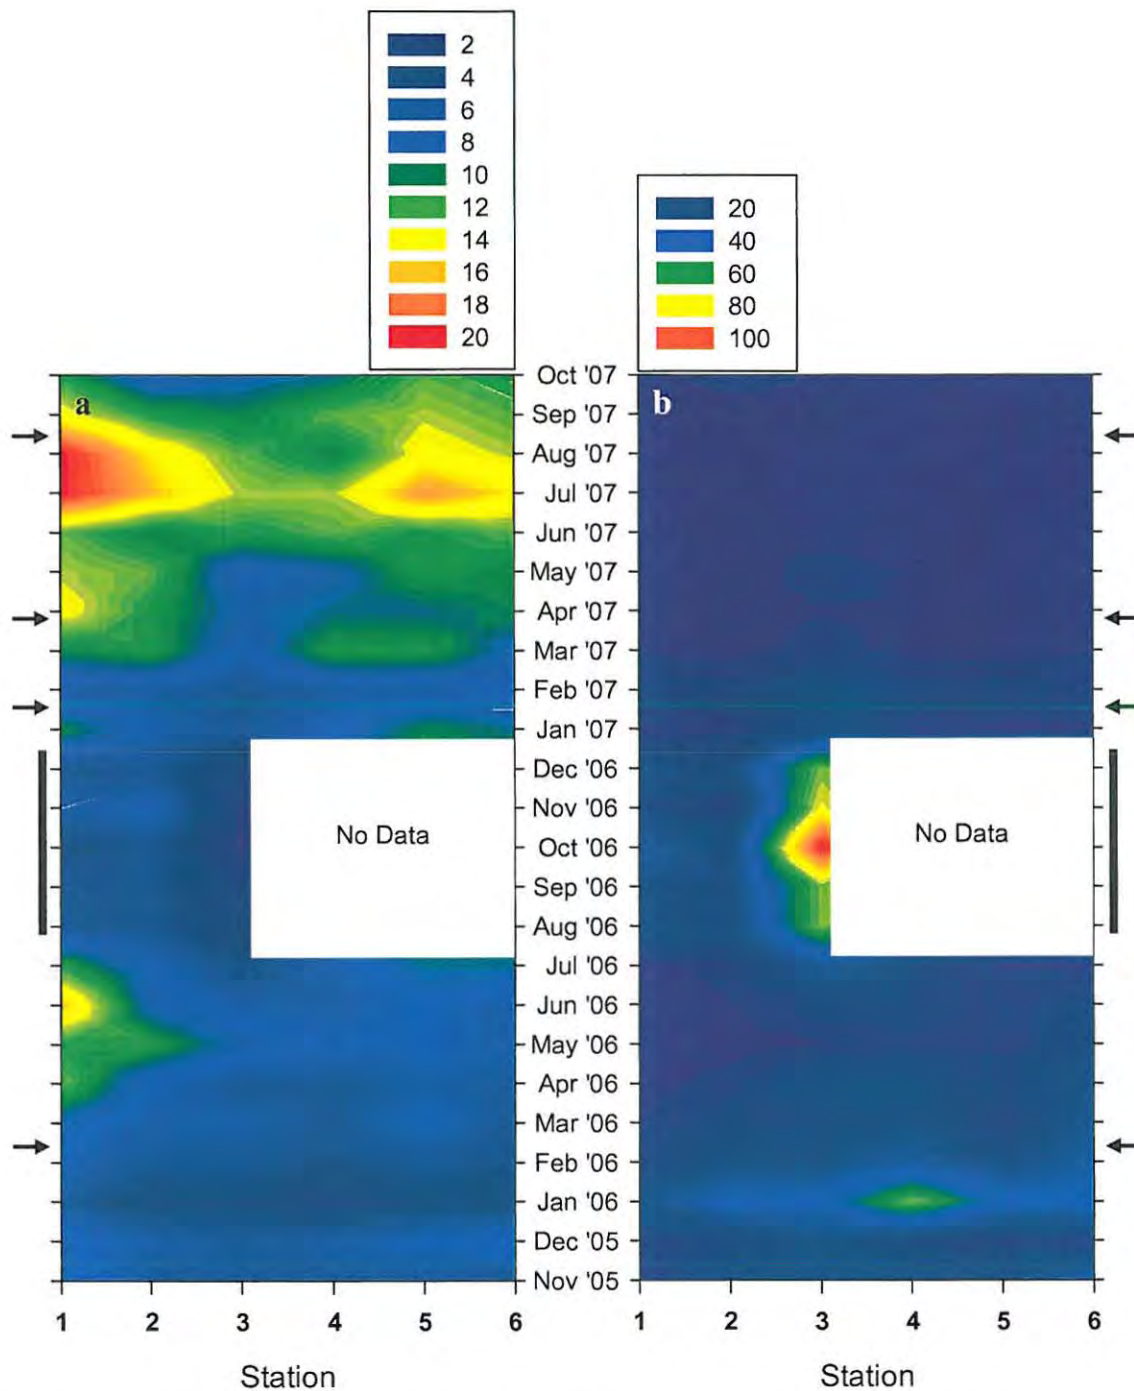 2
4
6
8
10
12
14
16
18
20
20
40
60
80
100
a
b
Oct '07
Sep '07
Aug '07
Jul '07
Jun '07
May '07
Apr '07
Mar '07
Feb '07
Jan '07
Dec '06
Nov '06
Oct '06
Sep '06
Aug '06
Jul '06
Jun '06
May '06
Apr '06
Mar '06
Feb '06
Jan '06
Dec '05
Nov '05
No Data
No Data
1 2 3 4 5 6
1 2 3 4 5 6
Station
Station